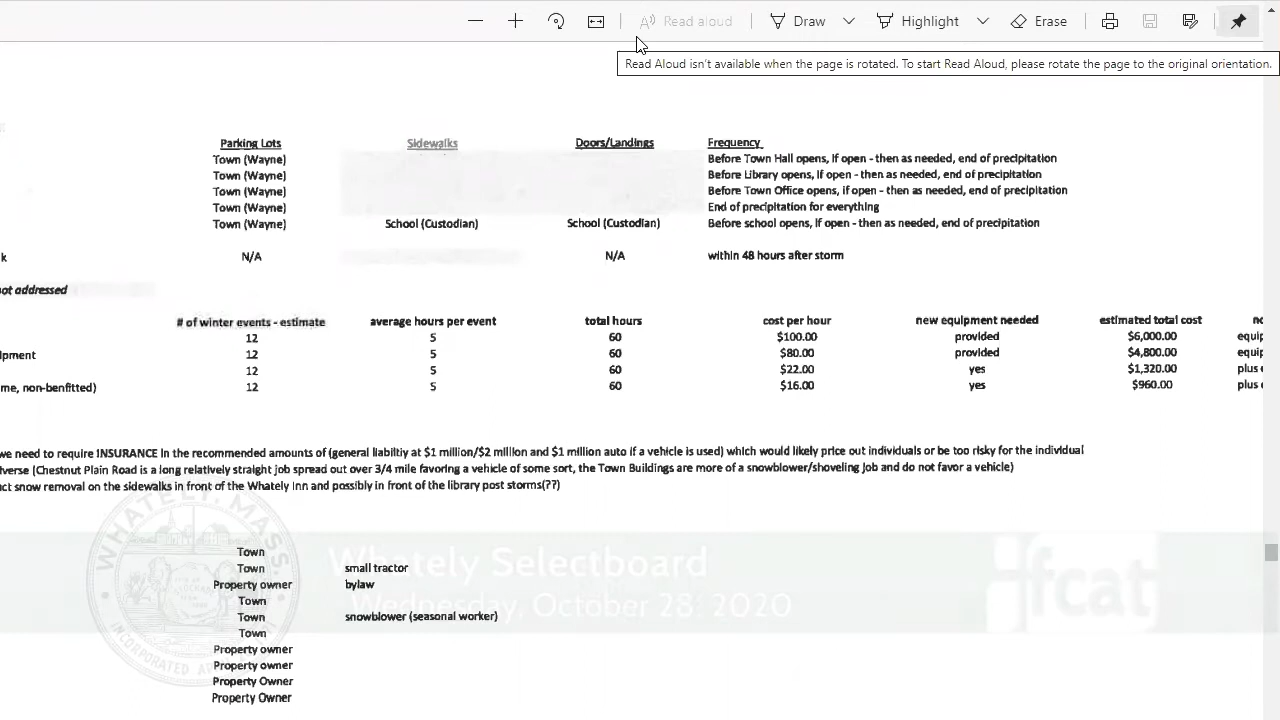 Read aloud Draw Highlight Erase
Read Aloud isn't available when the page is rotated. To start Read Aloud, please rotate the page to the original orientation.
Parking Lots Sidewalks Doors/Landings Frequency
Town (Wayne) Before Town Hall opens, if open - then as needed, end of precipitation
Town (Wayne) Before Library opens, if open - then as needed, end of precipitation
Town (Wayne) Before Town Office opens, if open - then as needed, end of precipitation
Town (Wayne) End of precipitation for everything
Town (Wayne) School (Custodian) School (Custodian) Before school opens, if open - then as needed, end of precipitation
k N/A N/A within 48 hours after storm
not addressed
# of winter events - estimate average hours per event total hours cost per hour new equipment needed estimated total cost
12 5 60 $100.00 provided $6,000.00 equip
lpment 12 5 60 $80.00 provided $4,800.00 equip
12 5 60 $22.00 yes $1,320.00 plus
me, non-benfitted) 12 5 60 $16.00 yes $960.00 plus
we need to require INSURANCE in the recommended amounts of (general liabiltiy at $1 million/$2 million and $1 million auto if a vehicle is used) which would likely price out individuals or be too risky for the individual
verse (Chestnut Plain Road is a long relatively straight job spread out over 3/4 mile favoring a vehicle of some sort, the Town Buildings are more of a snowblower/shoveling job and do not favor a vehicle)
ct snow removal on the sidewalks in front of the Whately Inn and possibly in front of the library post storms(??)
WHATELY, MASS
INCORPORATED
Whately Selectboard
Wednesday, October 28, 2020
fcat
Town
Town small tractor
Property owner bylaw
Town
Town snowblower (seasonal worker)
Town
Property owner
Property owner
Property Owner
Property Owner